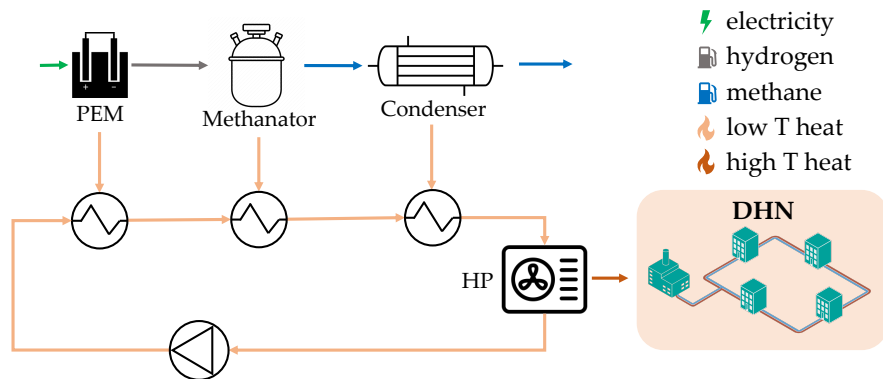 electricity
hydrogen
methane
low T heat
high T heat
PEM
Methanator
Condenser
DHN
HP